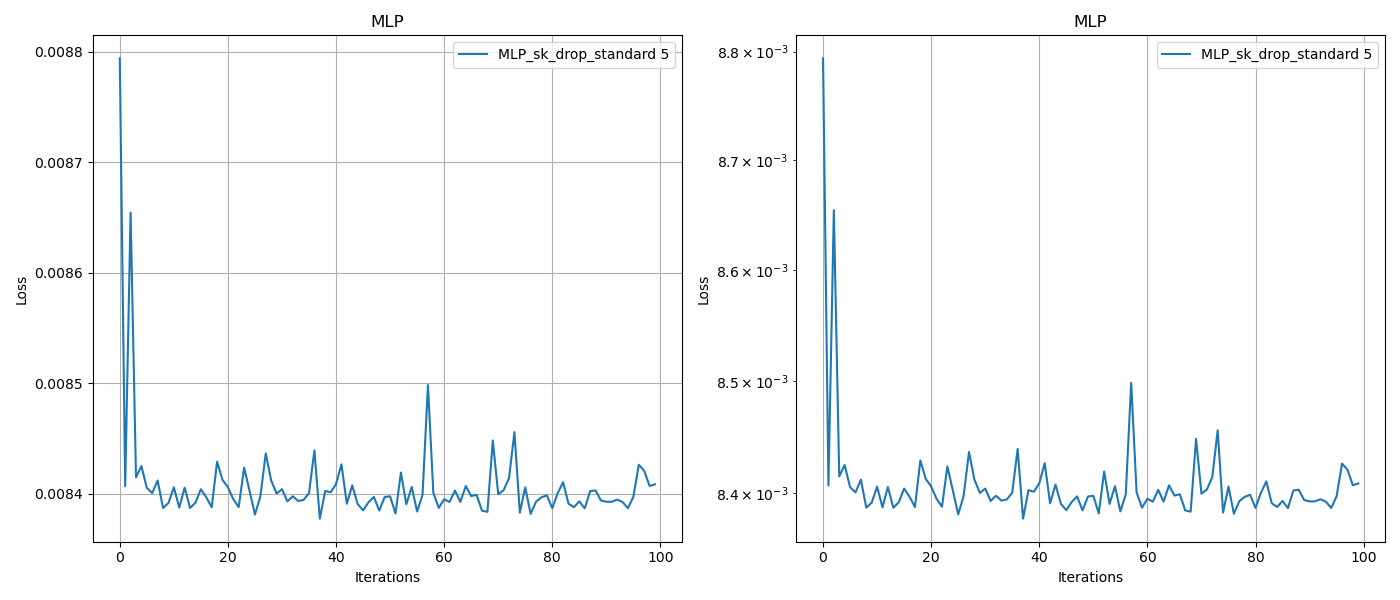 MLP
MLP_sk_drop_standard 5
0.0088
0.0087
0.0086
0.0085
0.0084
Loss
0 20 40 60 80 100
Iterations
MLP
MLP_sk_drop_standard 5
8.8 × 10⁻³
8.7 × 10⁻³
8.6 × 10⁻³
8.5 × 10⁻³
8.4 × 10⁻³
Loss
0 20 40 60 80 100
Iterations